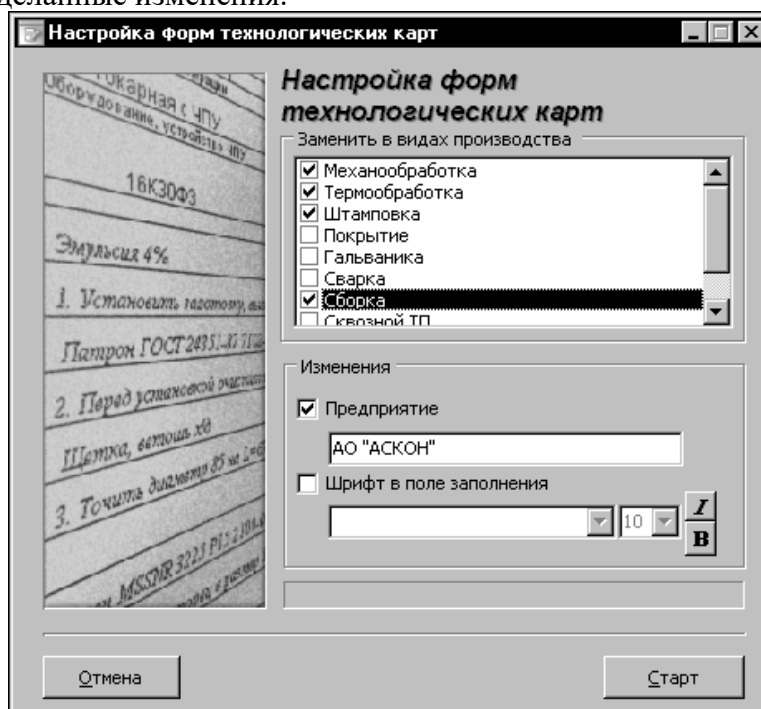 деланные изменения.
Настройка форм технологических карт
Токарная с ЧПУ
Оборудование, устройство ЧПУ
16К30Ф3
Эмульсия 4%
1. Установить заготовку,
Патрон ГОСТ
2. Перед установкой
Щетка, ветошь х/б
3. Точить диаметр 85 на
Настройка форм
технологических карт
Заменить в видах производства
Механообработка
Термообработка
Штамповка
Покрытие
Гальваника
Сварка
Сборка
Сквозной ТП
Изменения
Предприятие
АО "АСКОН"
Шрифт в поле заполнения
10
I
B
Отмена
Старт